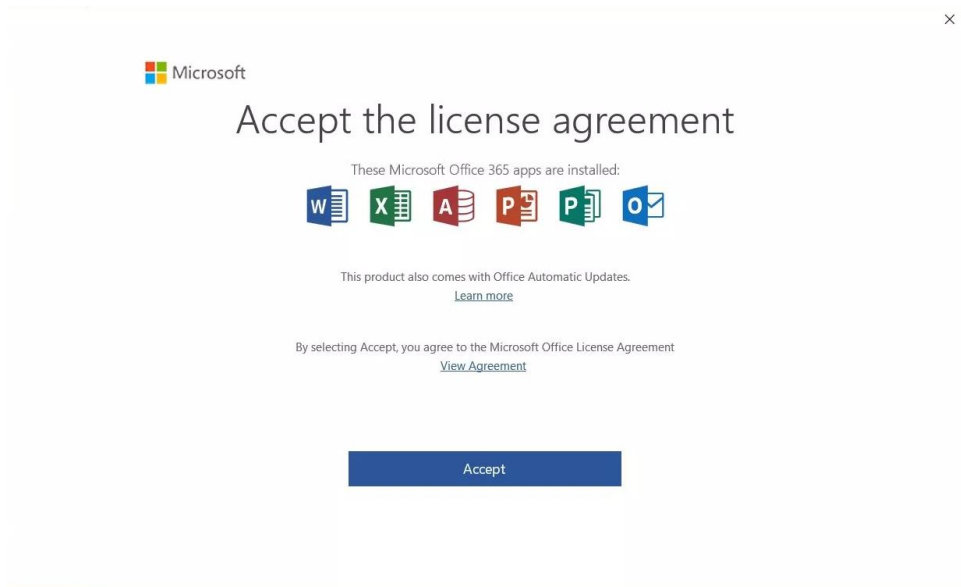 Microsoft
Accept the license agreement
These Microsoft Office 365 apps are installed:
W X A P P O
This product also comes with Office Automatic Updates.
Learn more
By selecting Accept, you agree to the Microsoft Office License Agreement
View Agreement
Accept